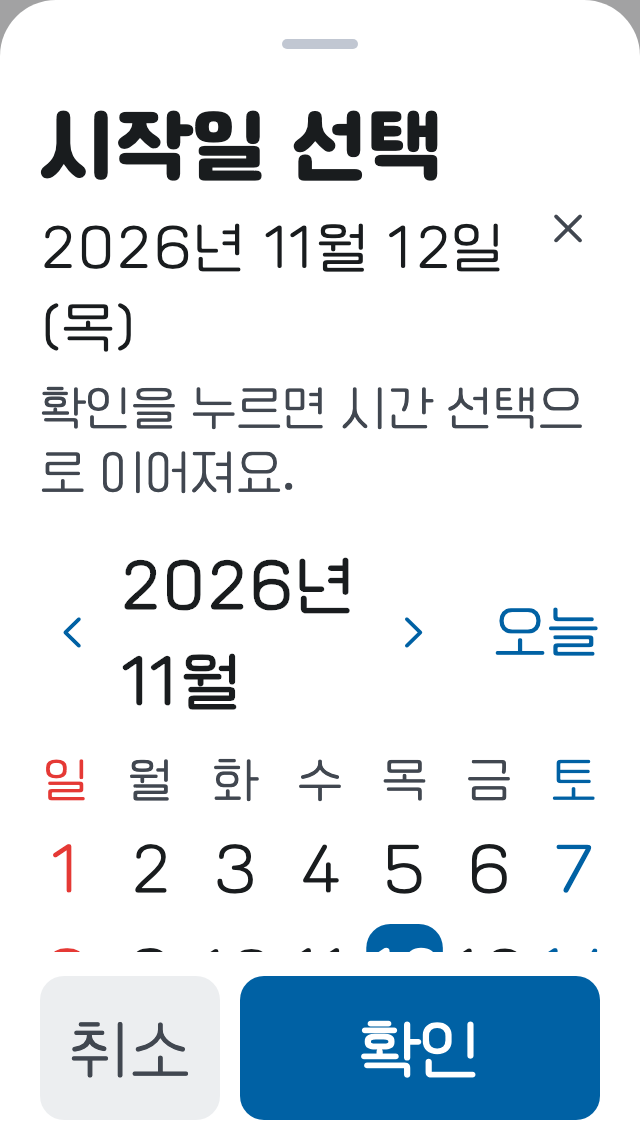 시작일 선택
2026년 11월 12일
(목)
확인을 누르면 시간 선택으
로 이어져요.
2026년
11월
오늘
일 월 화 수 목 금 토
1 2 3 4 5 6 7
취소 확인